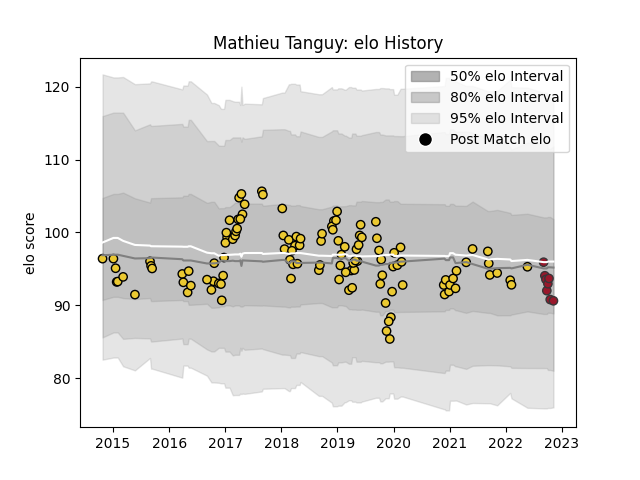 Mathieu Tanguy: elo History
50% elo Interval
80% elo Interval
95% elo Interval
Post Match elo
elo score
120
110
100
90
80
2015 2016 2017 2018 2019 2020 2021 2022 2023